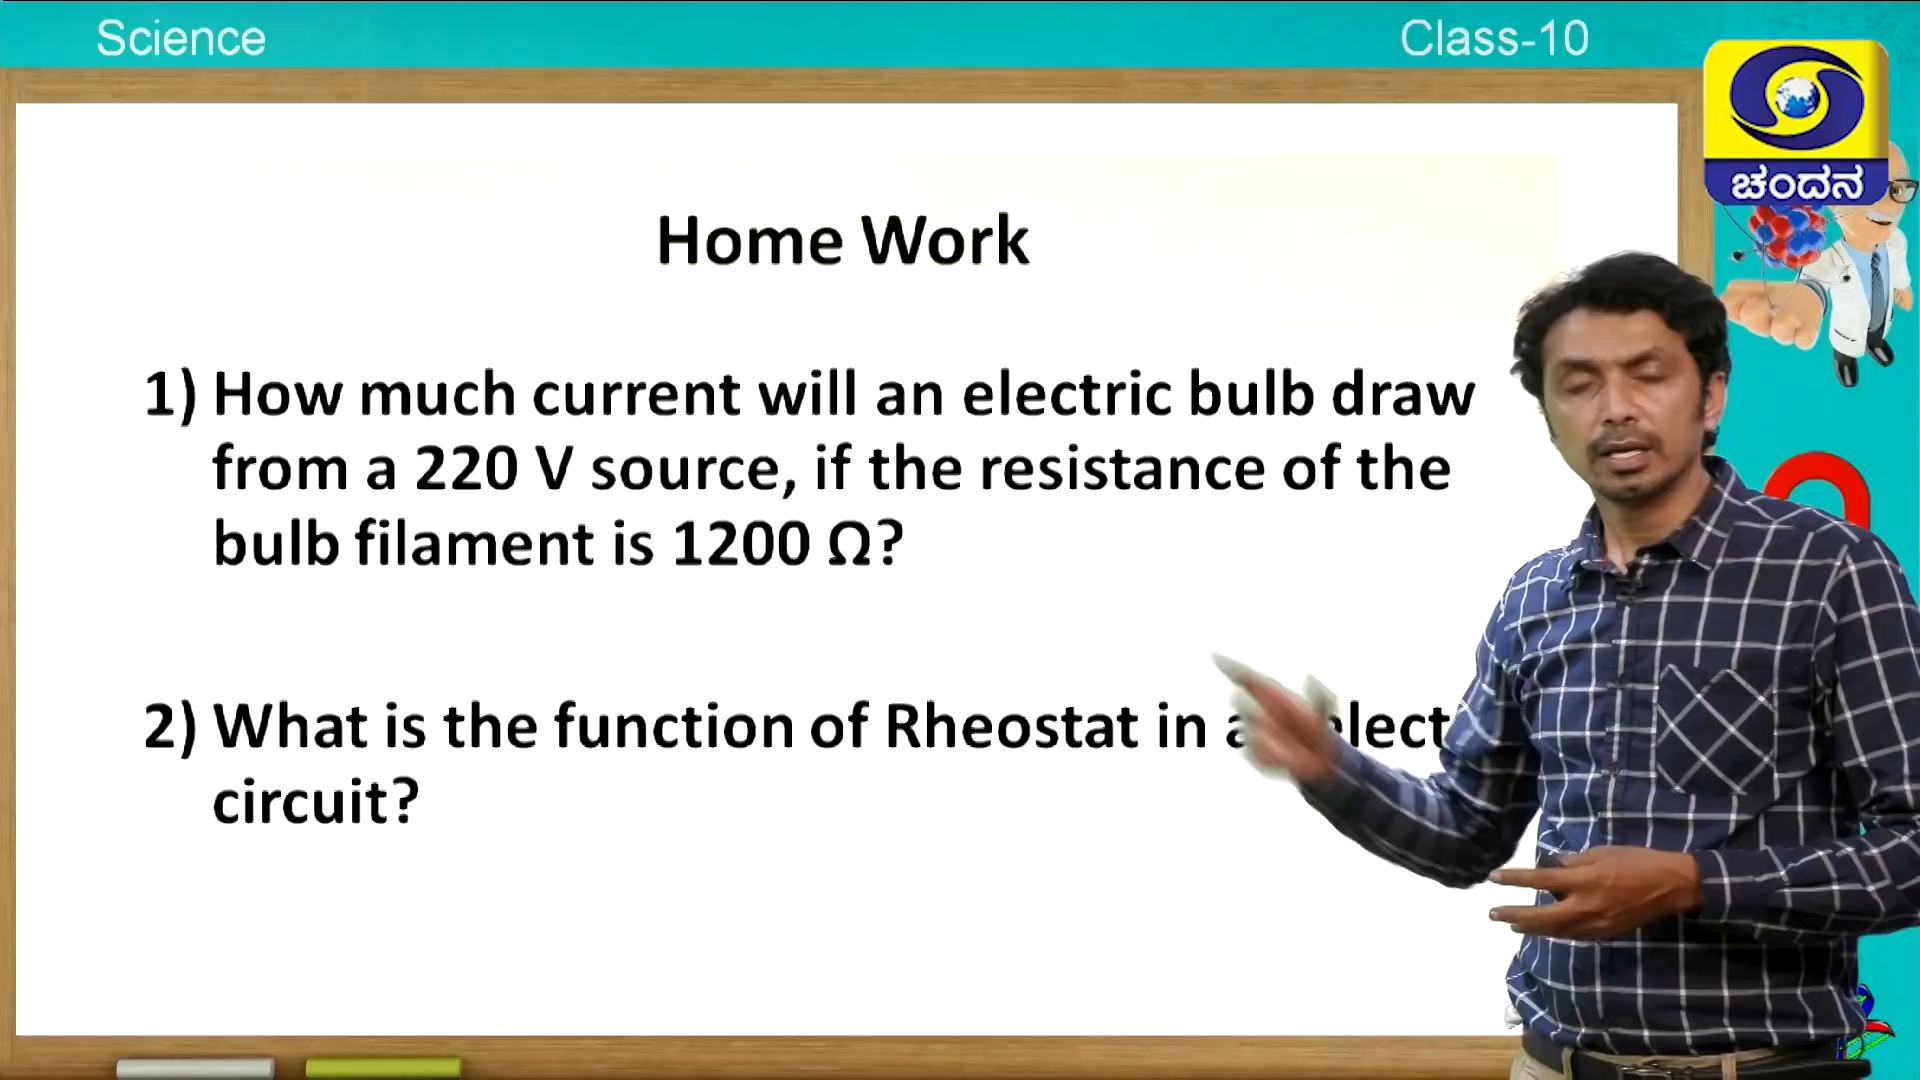 Science
Class-10
ಚಂದನ
Home Work
1) How much current will an electric bulb draw
from a 220 V source, if the resistance of the
bulb filament is 1200 Ω?
2) What is the function of Rheostat in
circuit?